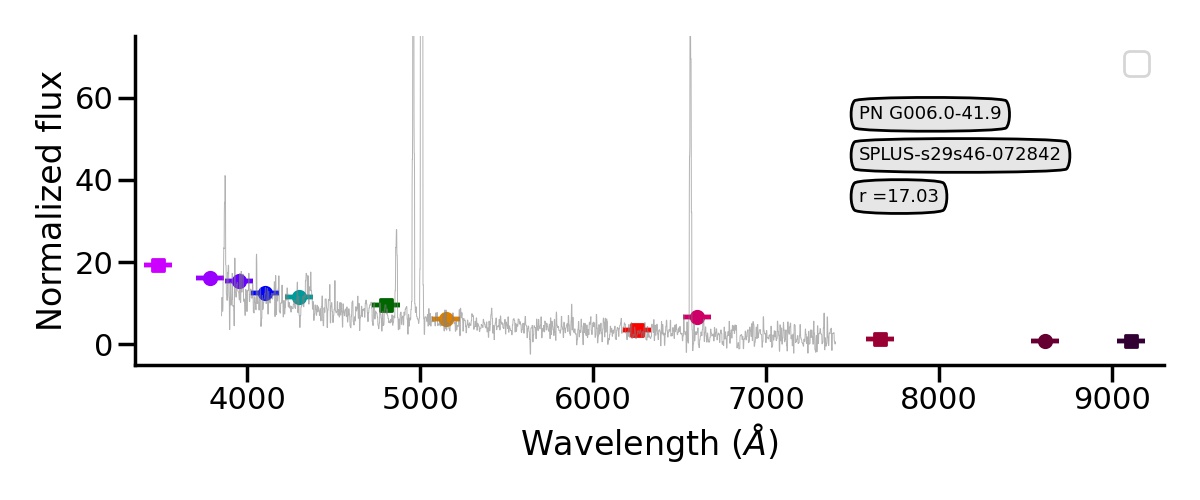 Normalized flux
60
40
20
0
PN G006.0-41.9
SPLUS-s29s46-072842
r =17.03
4000 5000 6000 7000 8000 9000
Wavelength (Å)